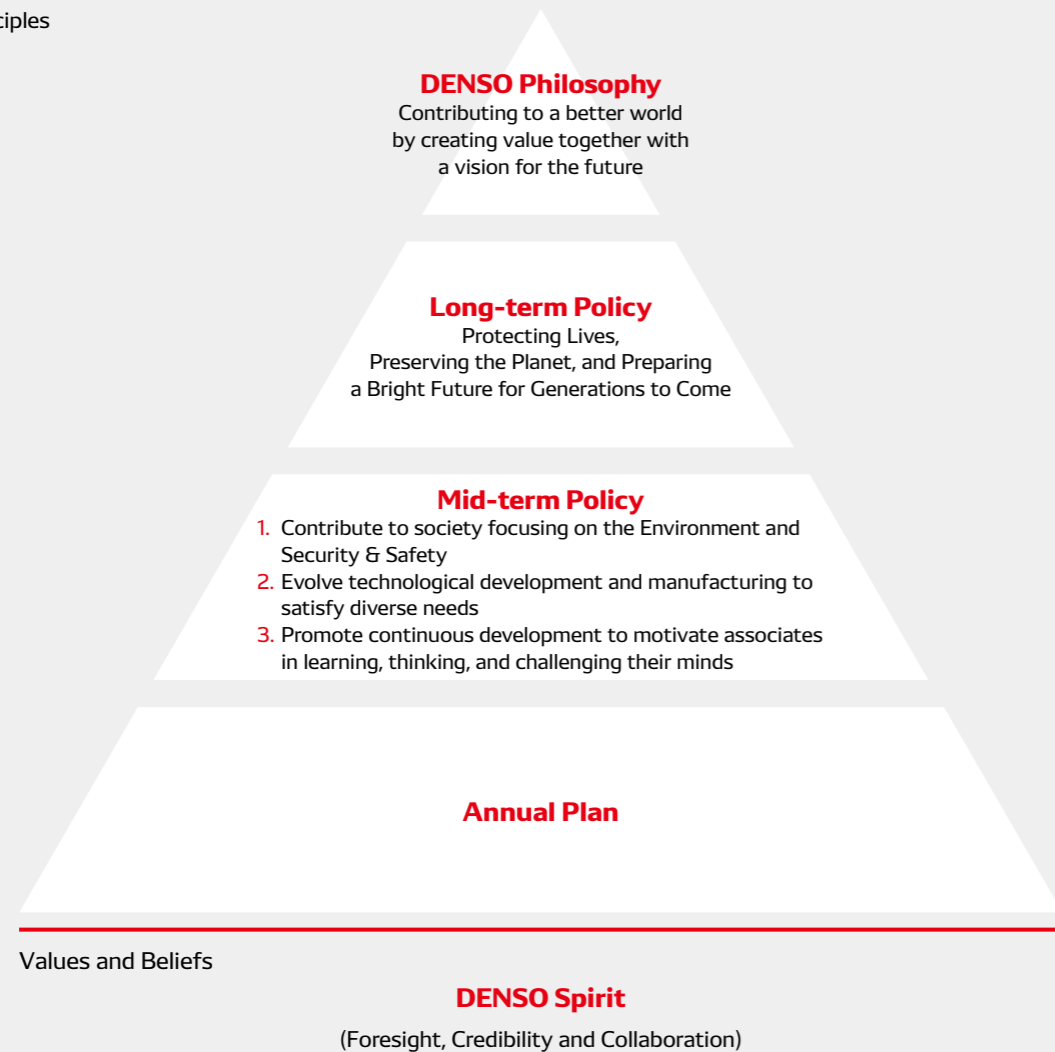 ciples
DENSO Philosophy
Contributing to a better world
by creating value together with
a vision for the future
Long-term Policy
Protecting Lives,
Preserving the Planet, and Preparing
a Bright Future for Generations to Come
Mid-term Policy
1. Contribute to society focusing on the Environment and
Security & Safety
2. Evolve technological development and manufacturing to
satisfy diverse needs
3. Promote continuous development to motivate associates
in learning, thinking, and challenging their minds
Annual Plan
Values and Beliefs
DENSO Spirit
(Foresight, Credibility and Collaboration)